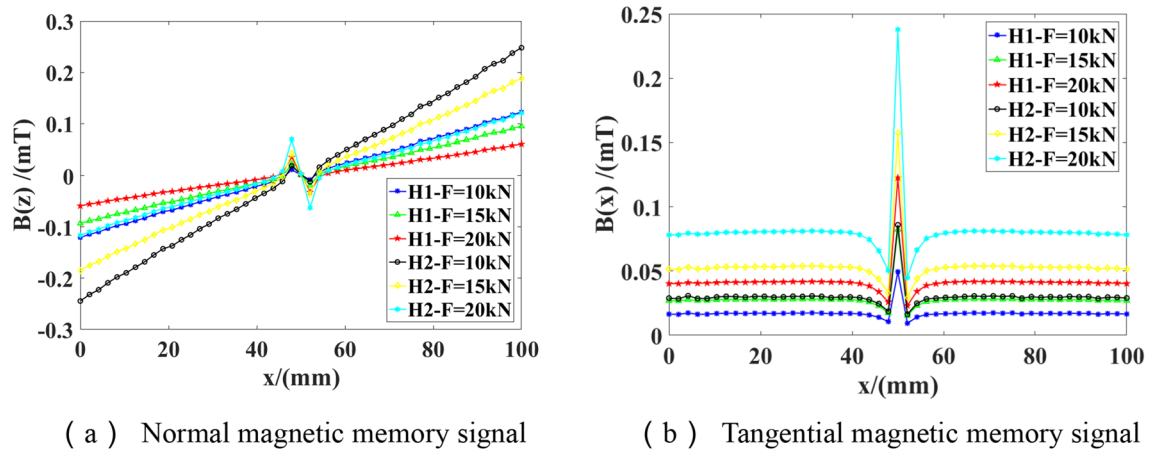 0.3
0.2
0.1
0
-0.1
-0.2
-0.3
B(z) /(mT)
0 20 40 60 80 100
x/(mm)
H1-F=10kN
H1-F=15kN
H1-F=20kN
H2-F=10kN
H2-F=15kN
H2-F=20kN
( a ) Normal magnetic memory signal
0.25
0.2
0.15
0.1
0.05
0
B(x) /(mT)
0 20 40 60 80 100
x/(mm)
H1-F=10kN
H1-F=15kN
H1-F=20kN
H2-F=10kN
H2-F=15kN
H2-F=20kN
( b ) Tangential magnetic memory signal